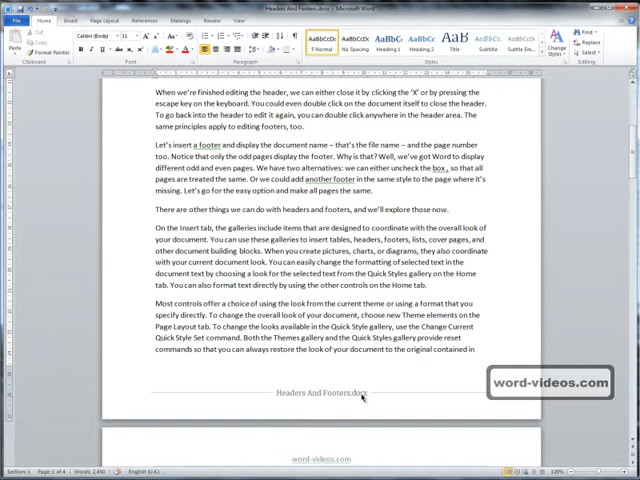 Headers And Footers.docx - Microsoft Word
File Home Insert Page Layout References Mailings Review View
Cut
Copy
Format Painter
Paste
Clipboard
Calibri (Body) 11
Font
Paragraph
AaBbCcDc AaBbCcDc AaBbC AaBbCc AaB AaBbCc. AaBbCcDc
¶ Normal No Spacing Heading 1 Heading 2 Title Subtitle Subtle Em...
Styles
Change Styles
Find
Replace
Select
Editing
When we're finished editing the header, we can either close it by clicking the 'X' or by pressing the
escape key on the keyboard. You could even double click on the document itself to close the header.
To go back into the header to edit it again, you can double click anywhere in the header area. The
same principles apply to editing footers, too.
Let's insert a footer and display the document name – that's the file name – and the page number
too. Notice that only the odd pages display the footer. Why is that? Well, we've got Word to display
different odd and even pages. We have two alternatives: we can either uncheck the box , so that all
pages are treated the same. Or we could add another footer in the same style to the page where it's
missing. Let's go for the easy option and make all pages the same.
There are other things we can do with headers and footers, and we'll explore those now.
On the Insert tab, the galleries include items that are designed to coordinate with the overall look of
your document. You can use these galleries to insert tables, headers, footers, lists, cover pages, and
other document building blocks. When you create pictures, charts, or diagrams, they also coordinate
with your current document look. You can easily change the formatting of selected text in the
document text by choosing a look for the selected text from the Quick Styles gallery on the Home
tab. You can also format text directly by using the other controls on the Home tab.
Most controls offer a choice of using the look from the current theme or using a format that you
specify directly. To change the overall look of your document, choose new Theme elements on the
Page Layout tab. To change the looks available in the Quick Style gallery, use the Change Current
Quick Style Set command. Both the Themes gallery and the Quick Styles gallery provide reset
commands so that you can always restore the look of your document to the original contained in
Headers And Footers.docx
word-videos.com
word-videos.com
Section: 1 Page: 1 of 4 Words: 2,450 English (U.K.) 120%